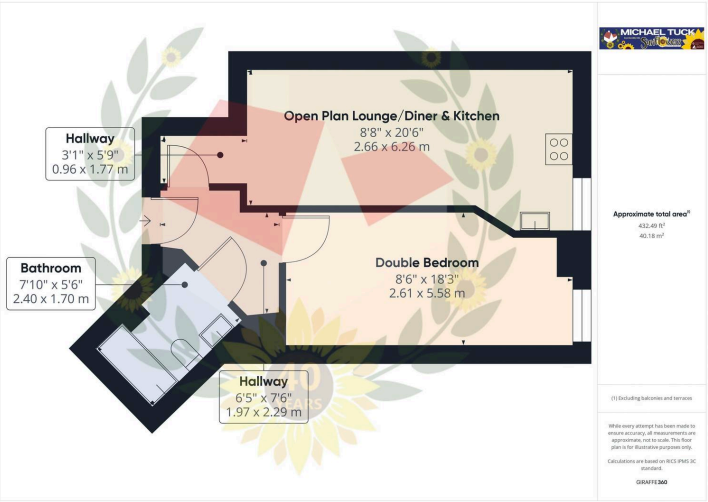 Hallway
3'1" x 5'9"
0.96 x 1.77 m
Open Plan Lounge/Diner & Kitchen
8'8" x 20'6"
2.66 x 6.26 m
Bathroom
7'10" x 5'6"
2.40 x 1.70 m
Double Bedroom
8'6" x 18'3"
2.61 x 5.58 m
Hallway
6'5" x 7'6"
1.97 x 2.29 m
40
YEARS
MICHAEL TUCK
Approximate total area⁽¹⁾
432.49 ft²
40.18 m²
(1) Excluding balconies and terraces
While every attempt has been made to
ensure accuracy, all measurements are
approximate, not to scale. This floor
plan is for illustrative purposes only.
Calculations are based on RICS IPMS 3C
standard.
GIRAFFE360